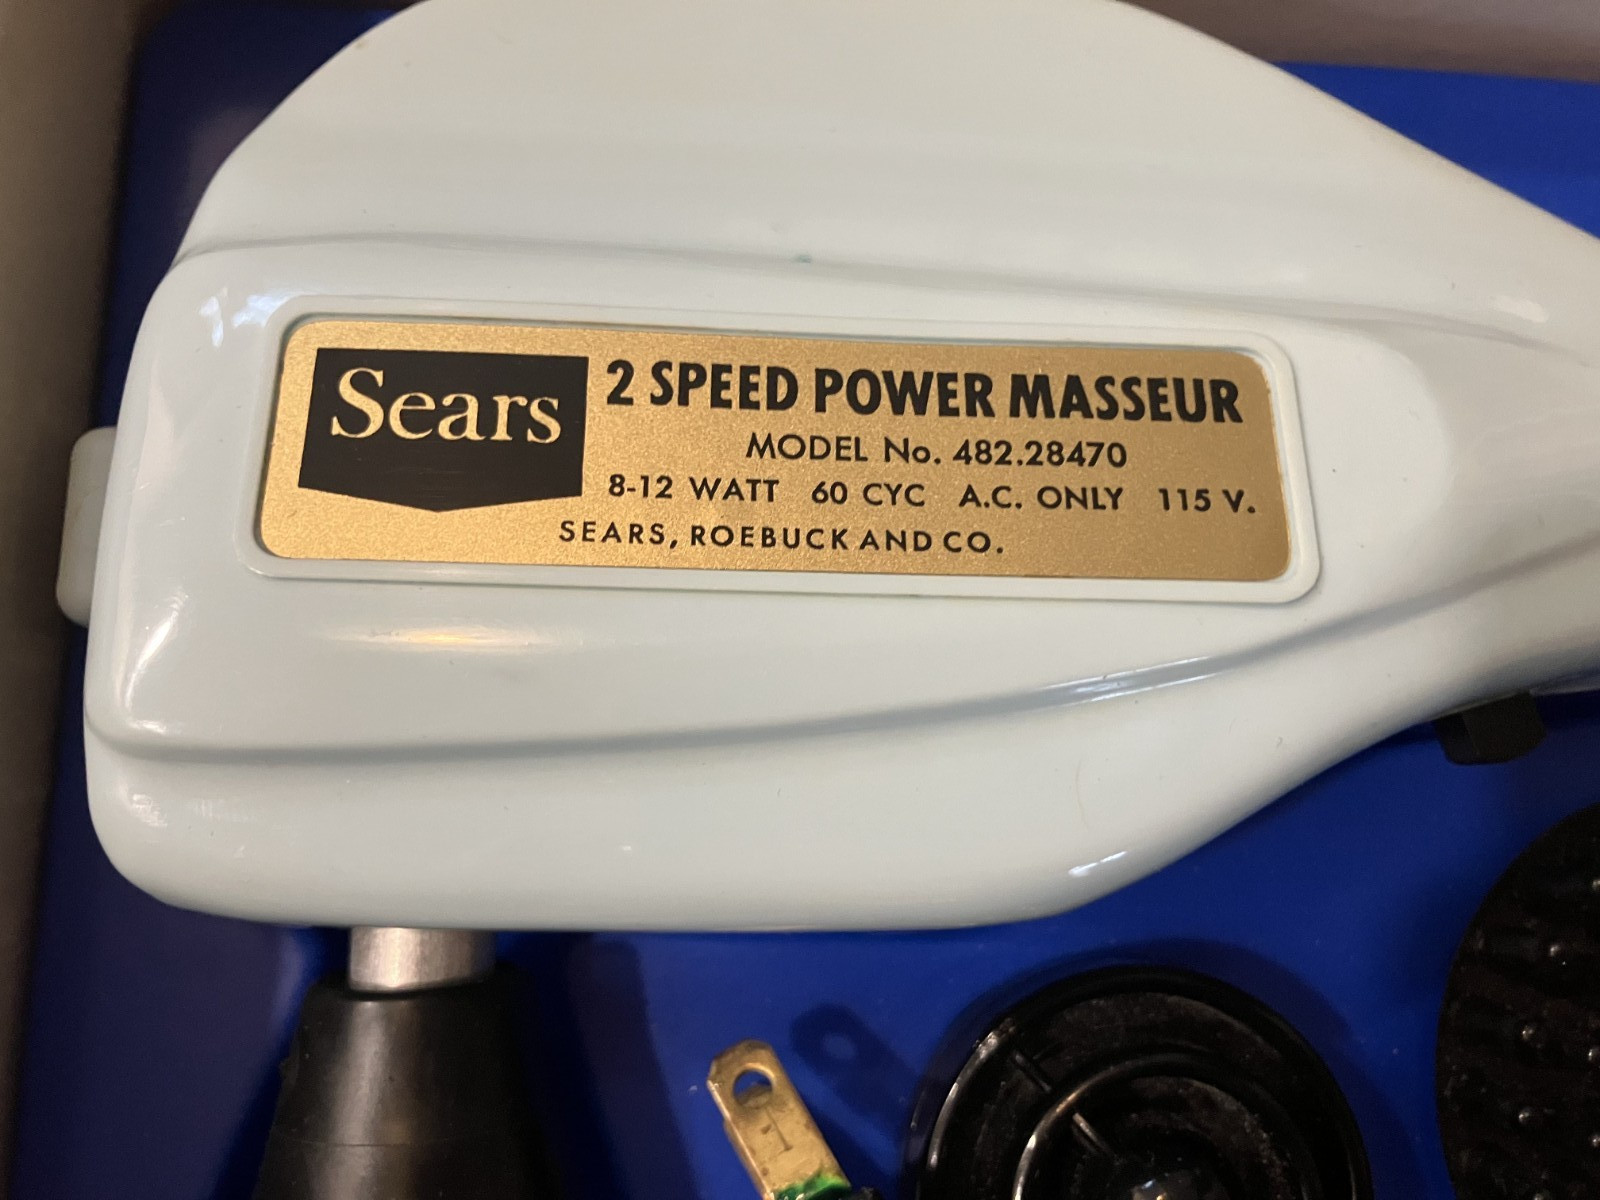 Sears
2 SPEED POWER MASSEUR
MODEL No. 482.28470
8-12 WATT 60 CYC A.C. ONLY 115 V.
SEARS, ROEBUCK AND CO.